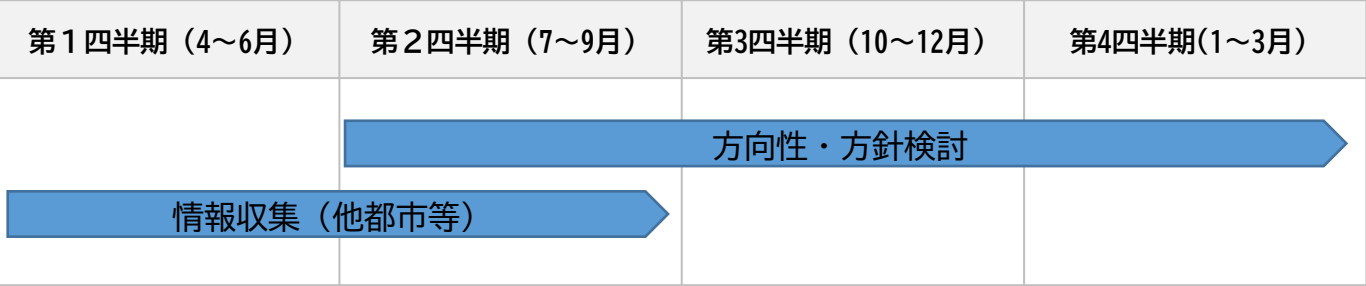 第１四半期（4～6月）
第２四半期（7～9月）
第3四半期（10～12月）
第4四半期(1～3月)
方向性・方針検討
情報収集（他都市等）